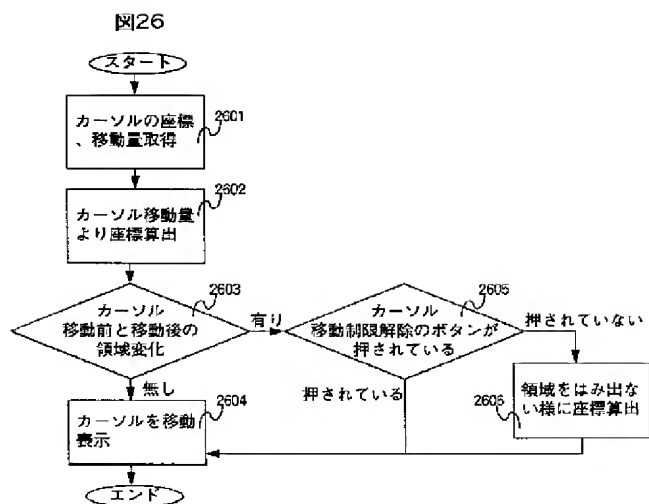 図26
スタート
カーソルの座標
、移動量取得
2601
カーソル移動量
より座標算出
2602
カーソル
移動前と移動後の
領域変化
2603
有り
無し
カーソル
移動制限解除のボタンが
押されている
2605
押されていない
押されている
領域をはみ出な
い様に座標算出
2606
カーソルを移動
表示
2604
エンド